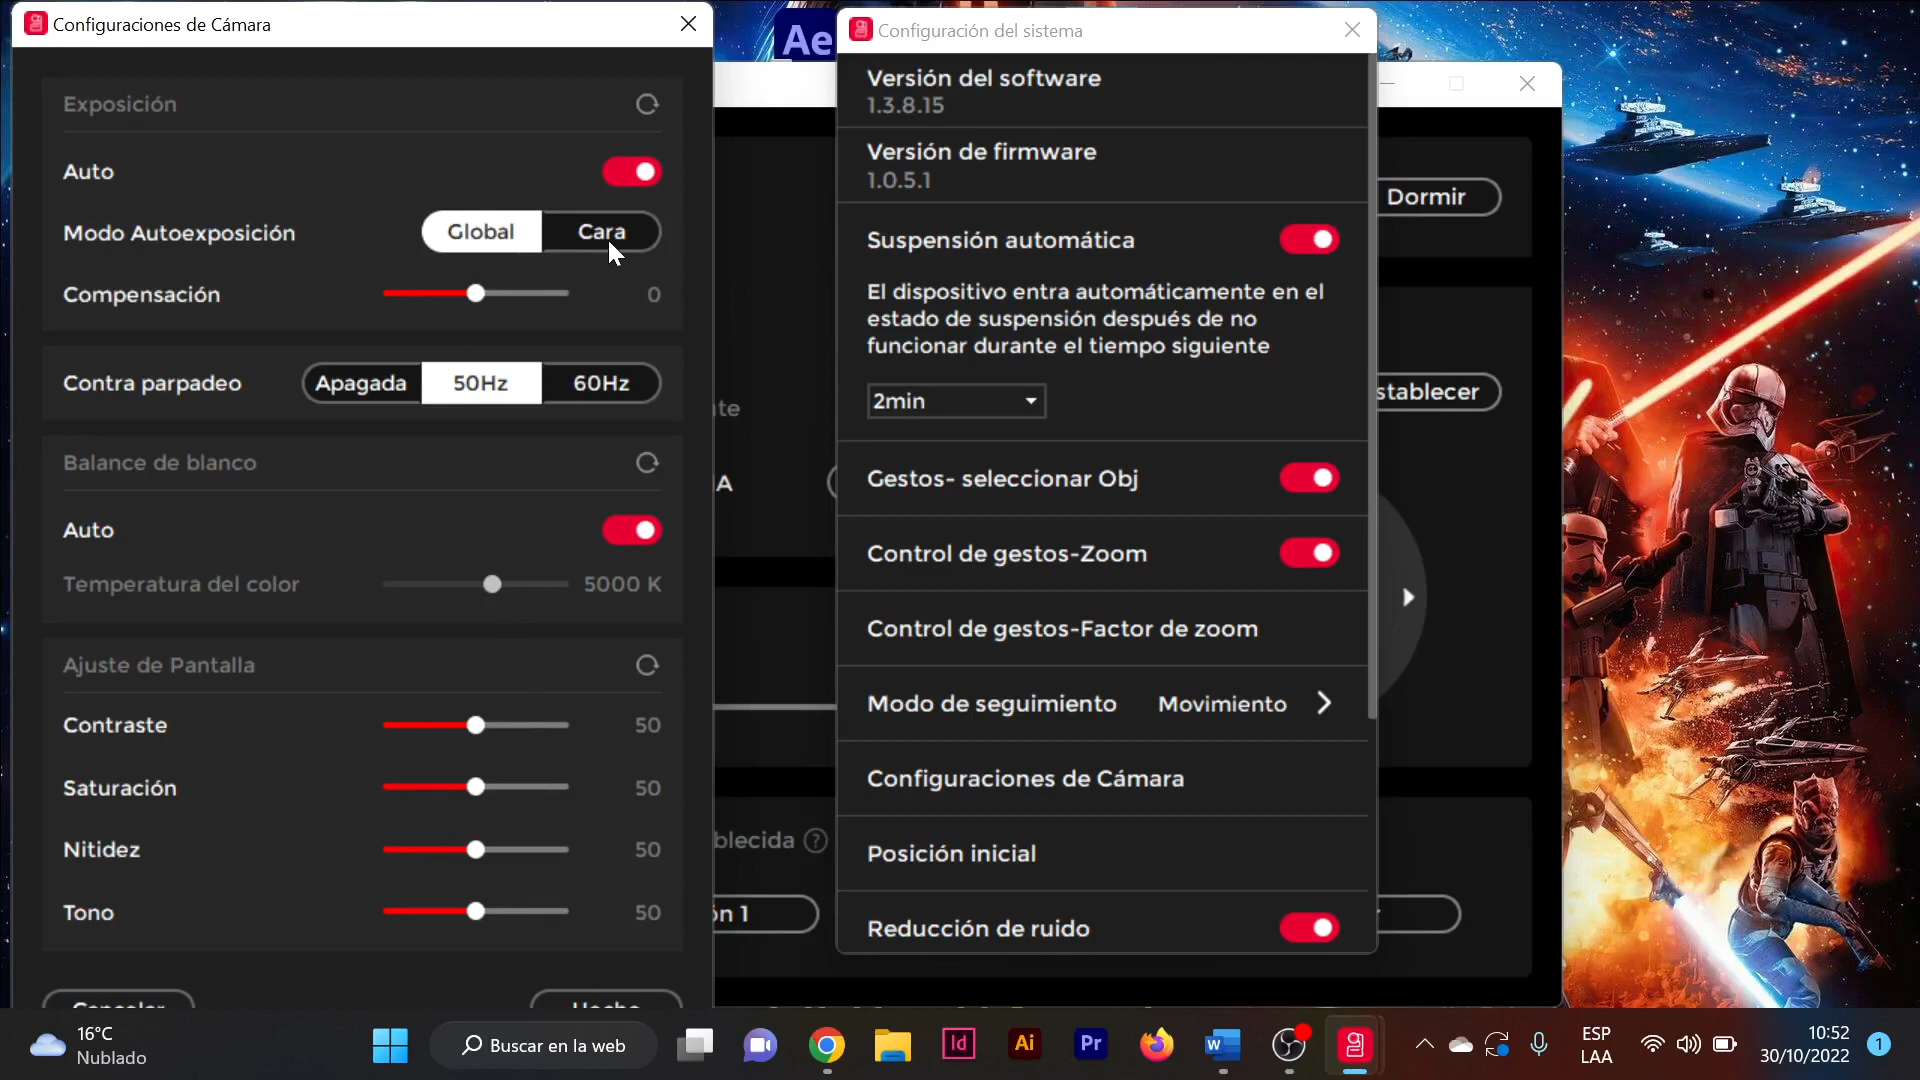 Configuraciones de Cámara
Exposición
Auto
Modo Autoexposición
Global
Cara
Compensación
0
Contra parpadeo
Apagada
50Hz
60Hz
Balance de blanco
Auto
Temperatura del color
5000 K
Ajuste de Pantalla
Contraste
50
Saturación
50
Nitidez
50
Tono
50
Ae
Configuración del sistema
Versión del software
1.3.8.15
Versión de firmware
1.0.5.1
Suspensión automática
El dispositivo entra automáticamente en el
estado de suspensión después de no
funcionar durante el tiempo siguiente
2min
Gestos- seleccionar Obj
Control de gestos-Zoom
Control de gestos-Factor de zoom
Modo de seguimiento
Movimiento
Configuraciones de Cámara
Posición inicial
Reducción de ruido
Dormir
stablecer
te
A
blecida ?
ón 1
16°C
Nublado
Buscar en la web
Id
Ai
Pr
W
ESP
LAA
10:52
30/10/2022
1